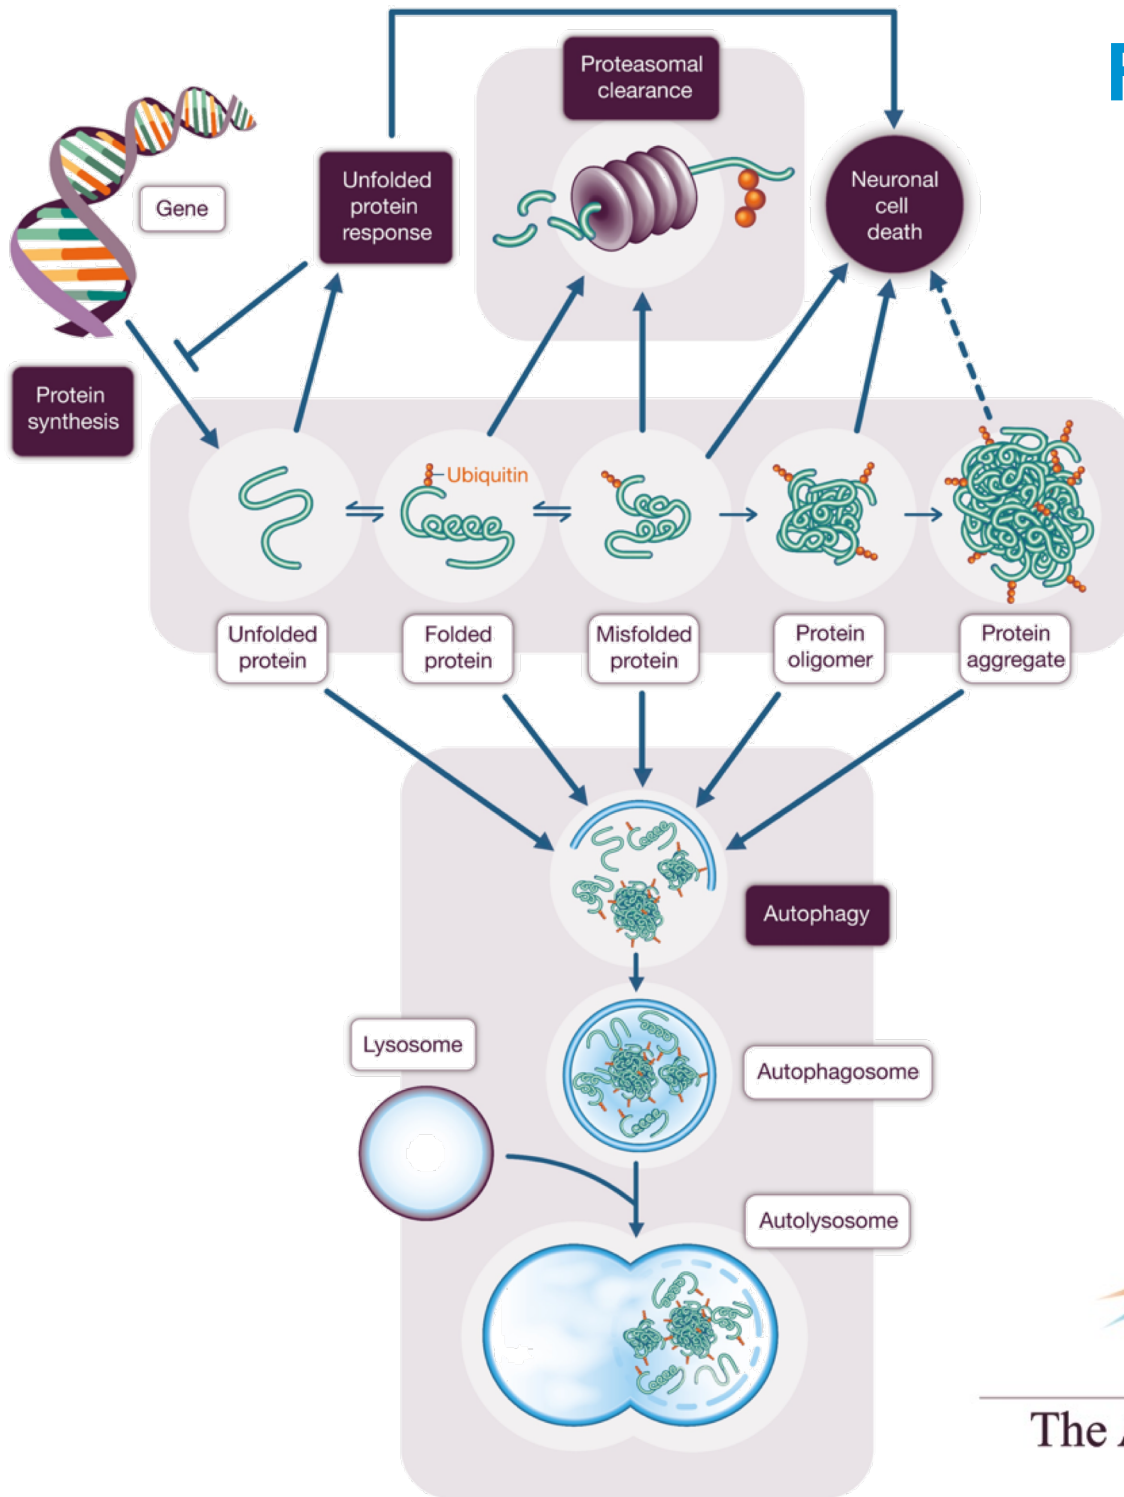 Proteasomal
clearance
Gene
Unfolded
protein
response
Neuronal
cell
death
Protein
synthesis
Ubiquitin
Unfolded
protein
Folded
protein
Misfolded
protein
Protein
oligomer
Protein
aggregate
Autophagy
Lysosome
Autophagosome
Autolysosome
The